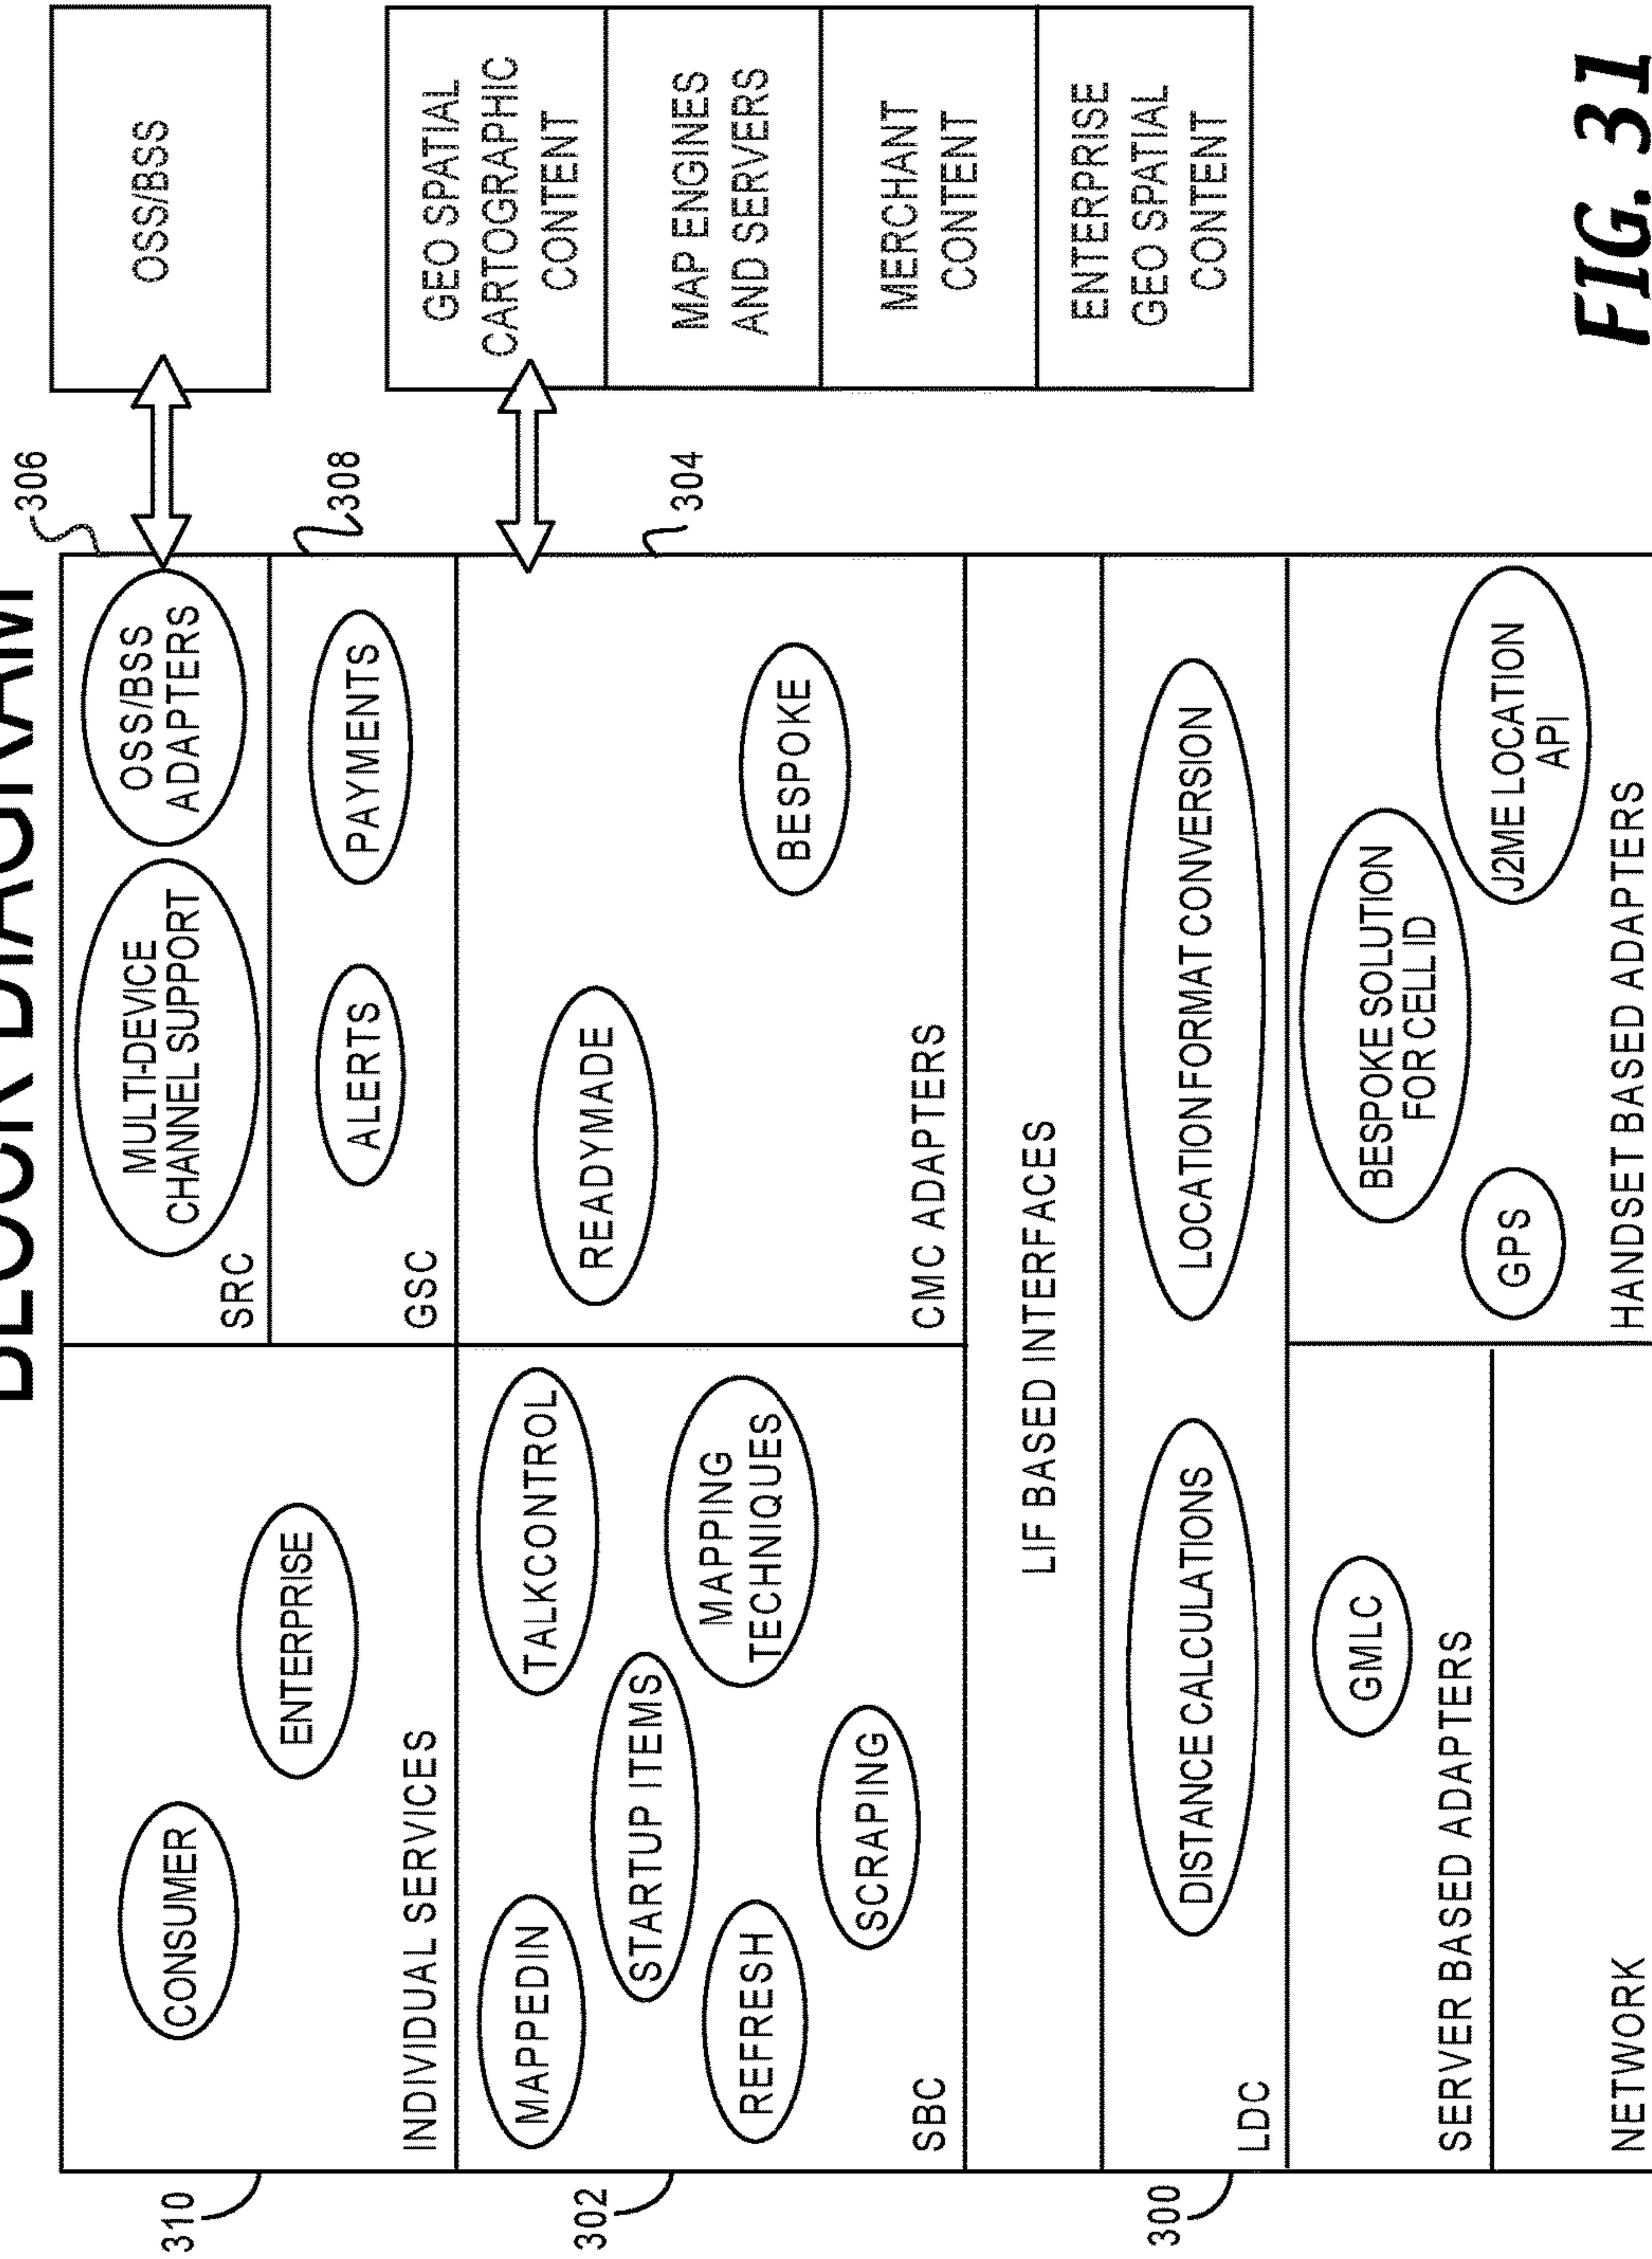 BLOCK DIAGRAM
310
CONSUMER
ENTERPRISE
INDIVIDUAL SERVICES
MULTI-DEVICE
CHANNEL SUPPORT
OSS/BSS
ADAPTERS
SRC
306
OSS/BSS
ALERTS
PAYMENTS
GSC
308
302
MAPPEDIN
TALKCONTROL
STARTUP ITEMS
REFRESH
MAPPING
TECHNIQUES
SCRAPING
SBC
READYMADE
BESPOKE
CMC ADAPTERS
304
GEO SPATIAL
CARTOGRAPHIC
CONTENT
MAP ENGINES
AND SERVERS
MERCHANT
CONTENT
ENTERPRISE
GEO SPATIAL
CONTENT
LIF BASED INTERFACES
300
DISTANCE CALCULATIONS
LOCATION FORMAT CONVERSION
LDC
GMLC
SERVER BASED ADAPTERS
NETWORK
BESPOKE SOLUTION
FOR CELL ID
GPS
J2ME LOCATION
API
HANDSET BASED ADAPTERS
FIG. 31